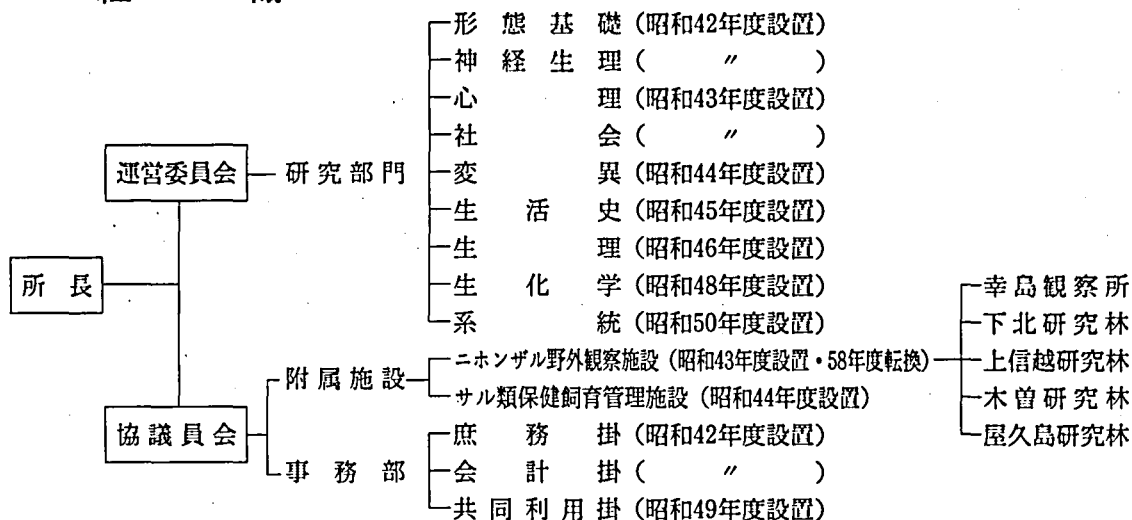 形態基礎(昭和42年度設置)
神経生理(〃)
心理(昭和43年度設置)
社会(〃)
運営委員会
研究部門
変異(昭和44年度設置)
生活史(昭和45年度設置)
生理(昭和46年度設置)
所長
生化学(昭和48年度設置)
系統(昭和50年度設置)
附属施設
ニホンザル野外観察施設(昭和43年度設置・58年度転換)
サル類保健飼育管理施設(昭和44年度設置)
幸島観察所
下北研究林
上信越研究林
木曽研究林
屋久島研究林
協議員会
事務部
庶務掛(昭和42年度設置)
会計掛(〃)
共同利用掛(昭和49年度設置)